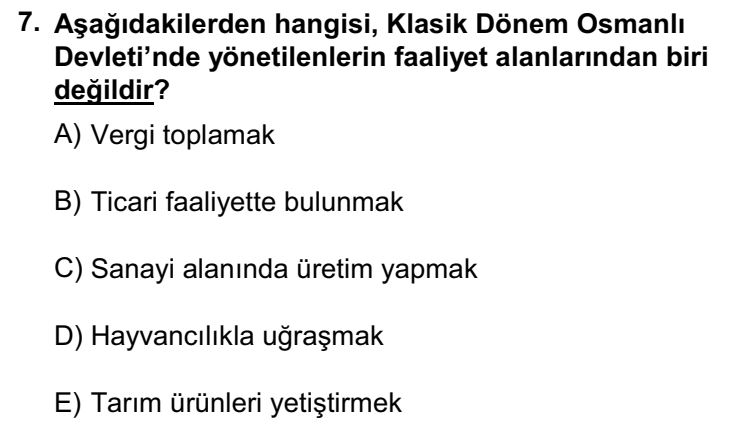 7. Aşağıdakilerden hangisi, Klasik Dönem Osmanlı
Devleti’nde yönetilenlerin faaliyet alanlarından biri
değildir?
A) Vergi toplamak
B) Ticari faaliyette bulunmak
C) Sanayi alanında üretim yapmak
D) Hayvancılıkla uğraşmak
E) Tarım ürünleri yetiştirmek